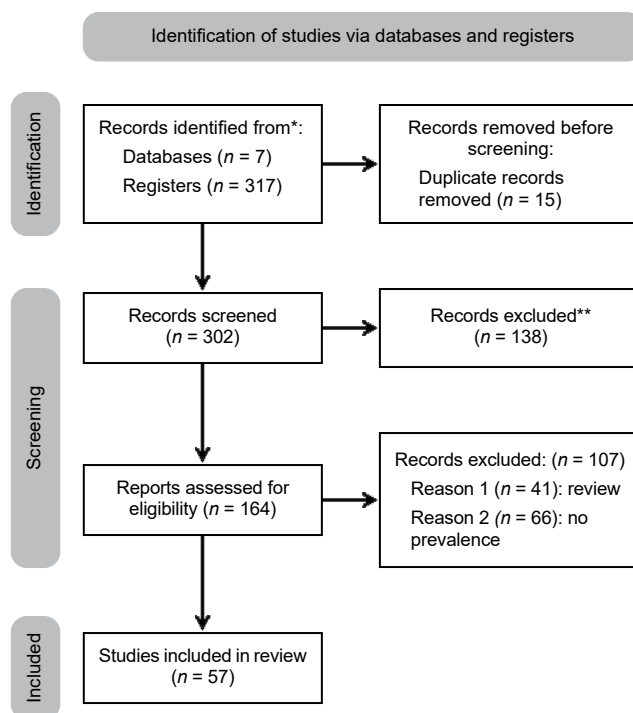 Identification of studies via databases and registers
Identification
Records identified from*:
Databases (n = 7)
Registers (n = 317)
Records removed before
screening:
Duplicate records
removed (n = 15)
Screening
Records screened
(n = 302)
Records excluded**
(n = 138)
Reports assessed for
eligibility (n = 164)
Records excluded: (n = 107)
Reason 1 (n = 41): review
Reason 2 (n = 66): no
prevalence
Included
Studies included in review
(n = 57)